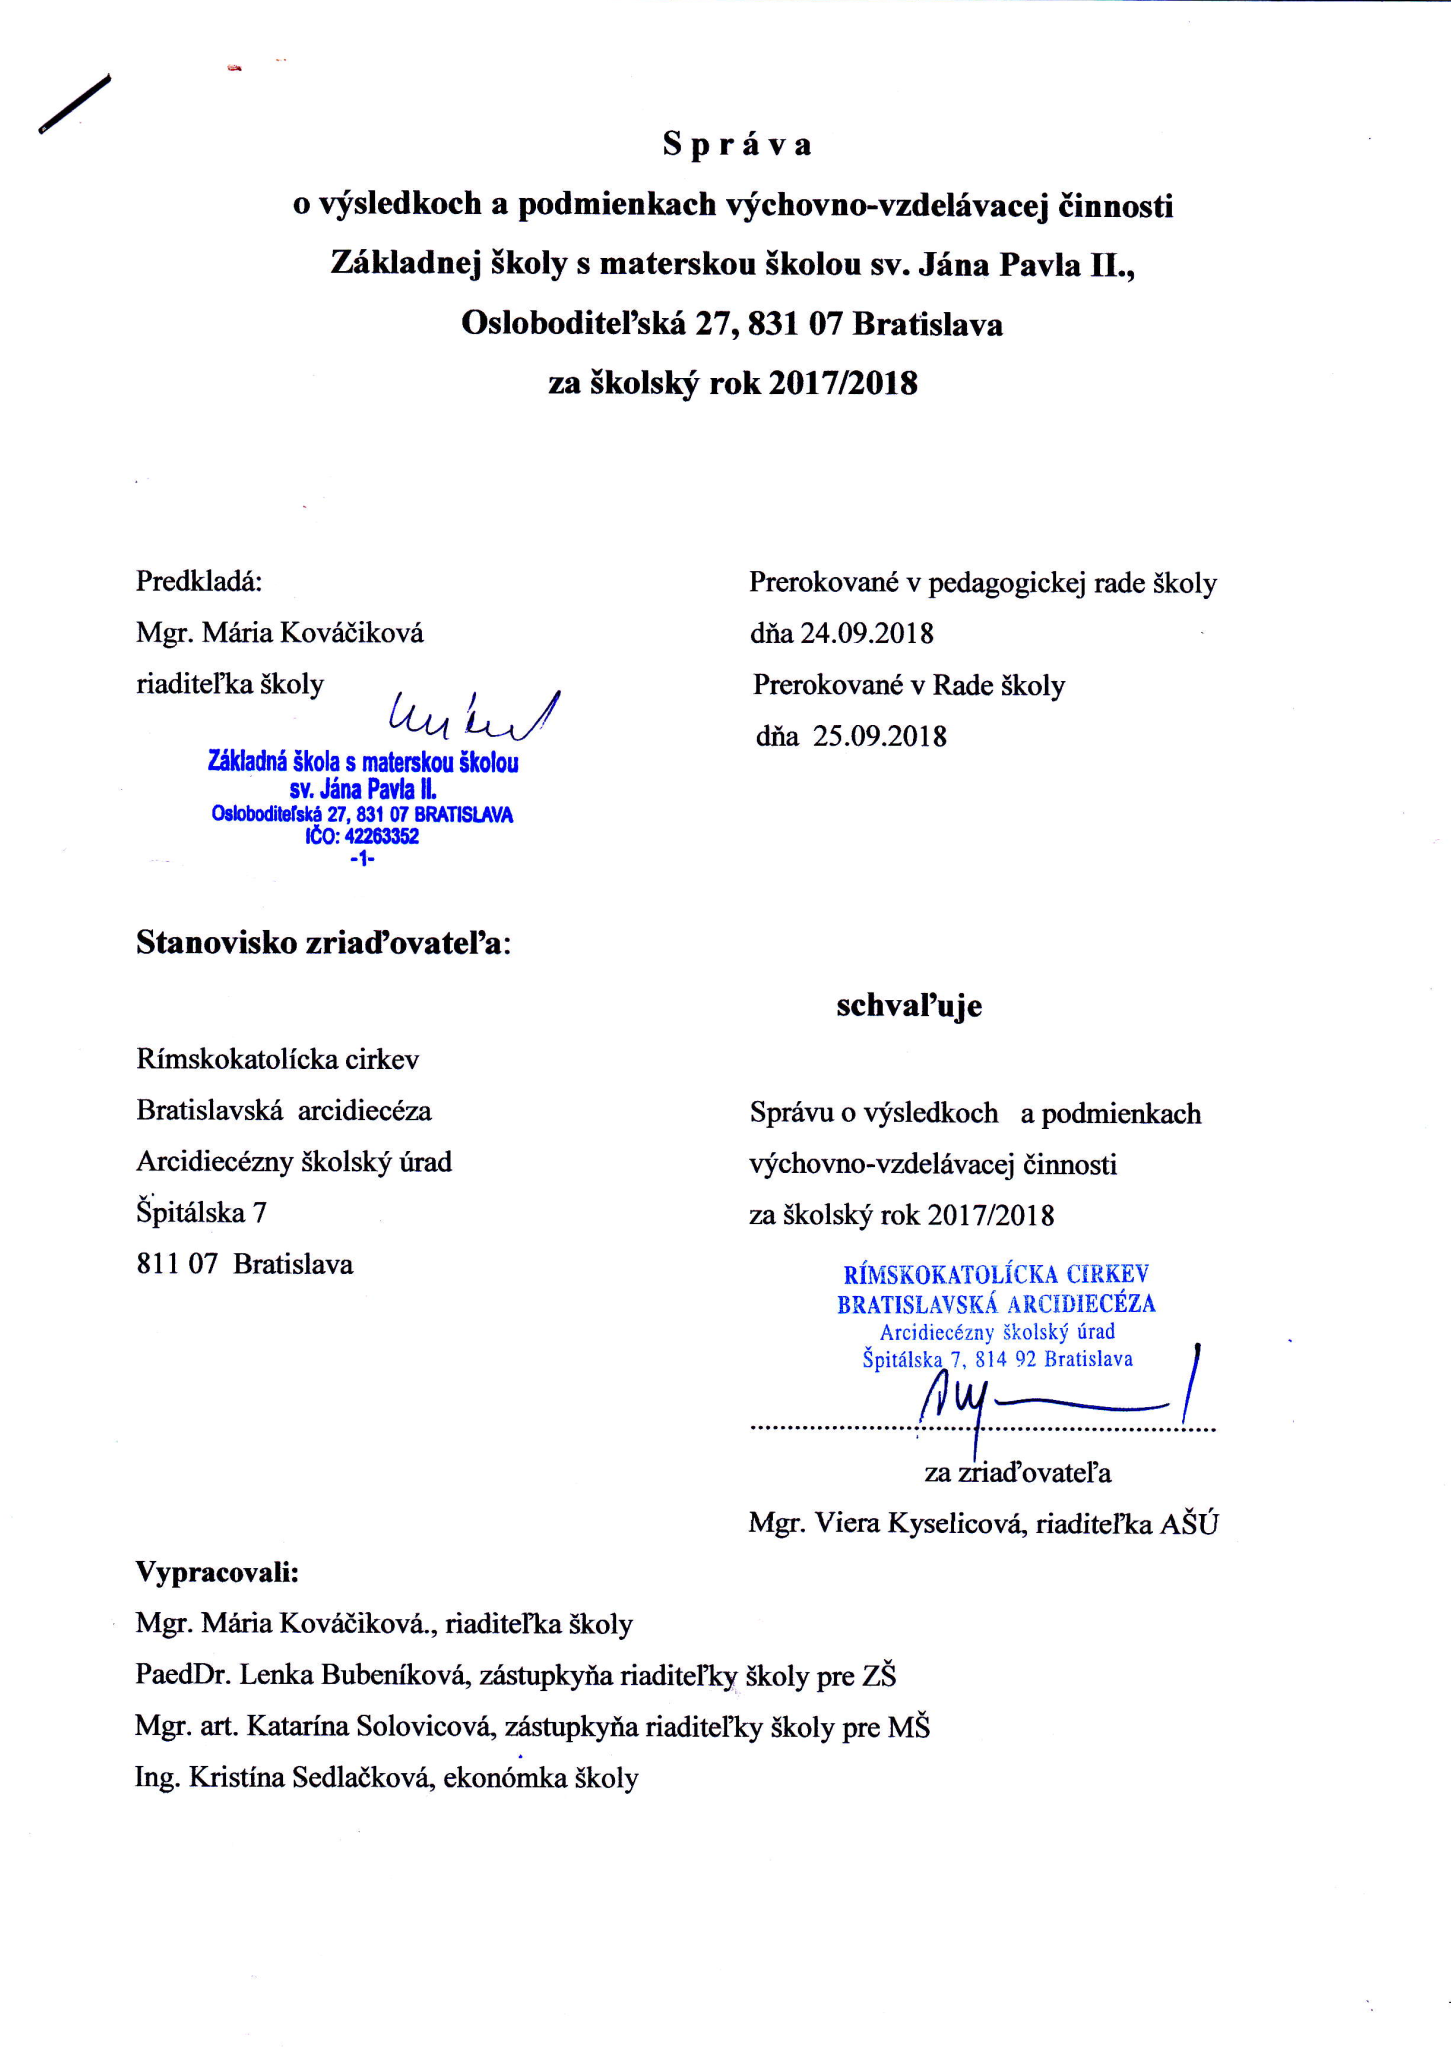 S p r á v a
o výsledkoch a podmienkach výchovno-vzdelávacej činnosti
Základnej školy s materskou školou sv. Jána Pavla II.,
Osloboditeľská 27, 831 07 Bratislava
za školský rok 2017/2018
Predkladá:
Mgr. Mária Kováčiková
riaditeľka školy
Základná škola s materskou školou
sv. Jána Pavla II.
Osloboditeľská 27, 831 07 BRATISLAVA
IČO: 42263352
-1-
Prerokované v pedagogickej rade školy
dňa 24.09.2018
Prerokované v Rade školy
dňa  25.09.2018
Stanovisko zriaďovateľa:
schvaľuje
Rímskokatolícka cirkev
Bratislavská  arcidiecéza
Arcidiecézny školský úrad
Špitálska 7
811 07  Bratislava
Správu o výsledkoch   a podmienkach
výchovno-vzdelávacej činnosti
za školský rok 2017/2018
RÍMSKOKATOLÍCKA CIRKEV
BRATISLAVSKÁ ARCIDIECÉZA
Arcidiecézny školský úrad
Špitálska 7, 814 92 Bratislava
za zriaďovateľa
Mgr. Viera Kyselicová, riaditeľka AŠÚ
Vypracovali:
Mgr. Mária Kováčiková., riaditeľka školy
PaedDr. Lenka Bubeníková, zástupkyňa riaditeľky školy pre ZŠ
Mgr. art. Katarína Solovicová, zástupkyňa riaditeľky školy pre MŠ
Ing. Kristína Sedlačková, ekonómka školy